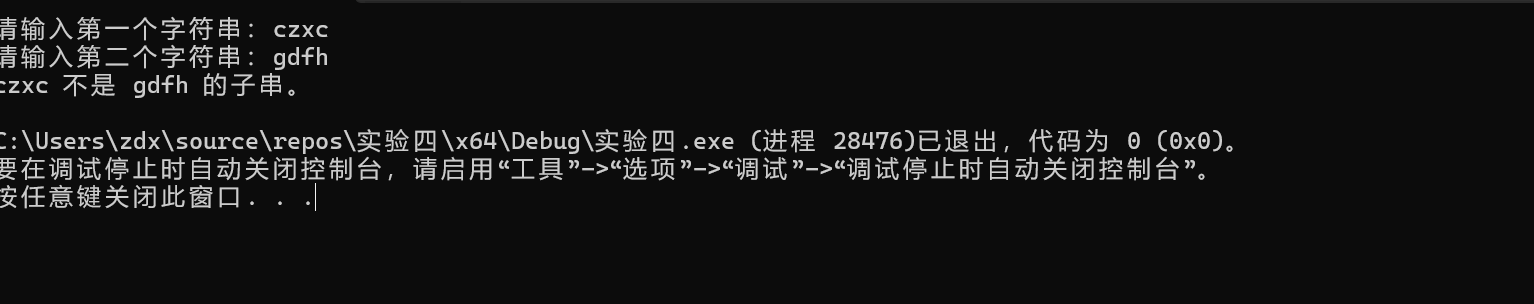 请输入第一个字符串：czxc
请输入第二个字符串：gdfh
czxc 不是 gdfh 的子串。
C:\Users\zdx\source\repos\实验四\x64\Debug\实验四.exe (进程 28476)已退出，代码为 0 (0x0)。
要在调试停止时自动关闭控制台，请启用“工具”->“选项”->“调试”->“调试停止时自动关闭控制台”。
按任意键关闭此窗口. . .